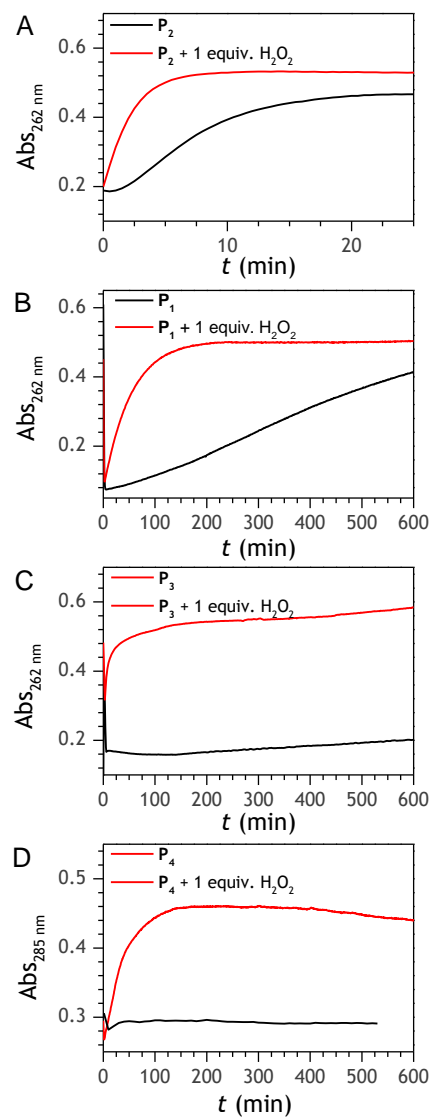 A
P₂
P₂ + 1 equiv. H₂O₂
0.6
0.4
0.2
Abs₂₆₂ nm
0 10 20
t (min)
B
P₁
P₁ + 1 equiv. H₂O₂
0.6
0.4
0.2
Abs₂₆₂ nm
0 100 200 300 400 500 600
t (min)
C
P₃
P₃ + 1 equiv. H₂O₂
0.6
0.4
0.2
Abs₂₆₂ nm
0 100 200 300 400 500 600
t (min)
D
P₄
P₄ + 1 equiv. H₂O₂
0.5
0.4
0.3
Abs₂₈₅ nm
0 100 200 300 400 500 600
t (min)